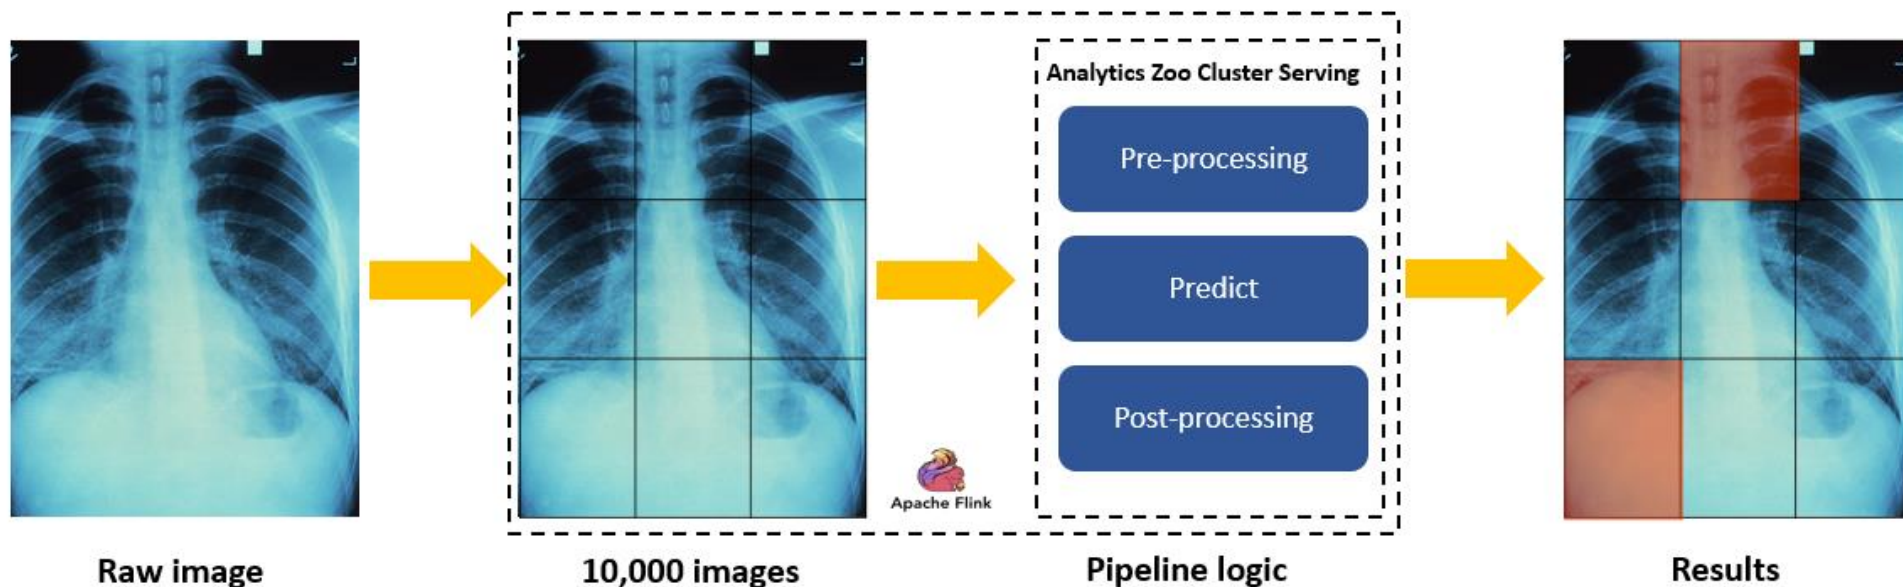 Analytics Zoo Cluster Serving
Pre-processing
Predict
Post-processing
Apache Flink
Raw image
10,000 images
Pipeline logic
Results
L
L
L